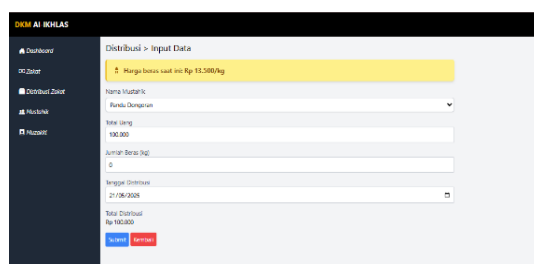 DKM AI IKHLAS
Dashboard
Zakat
Distribusi Zakat
Mustahik
Muzakki
Distribusi > Input Data
Harga beras saat ini: Rp 13.500/kg
Nama Mustahik
Pandu Dongoran
Total Uang
100.000
Jumlah Beras (kg)
0
Tanggal Distribusi
21/05/2025
Total Distribusi
Rp 100.000
Submit Kembali